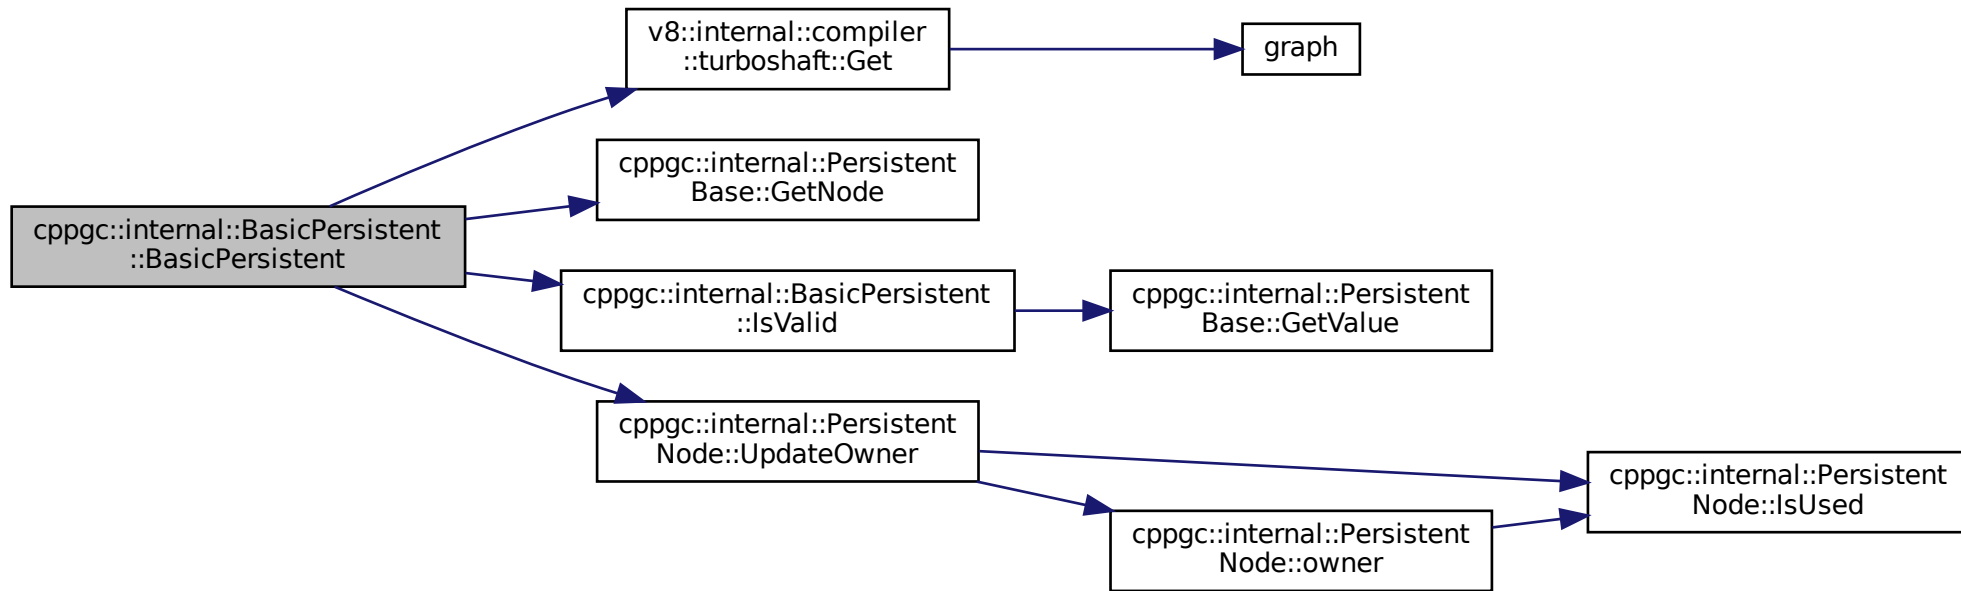 v8::internal::compiler
::turboshaft::Get
graph
cppgc::internal::Persistent
Base::GetNode
cppgc::internal::BasicPersistent
::BasicPersistent
cppgc::internal::BasicPersistent
::IsValid
cppgc::internal::Persistent
Base::GetValue
cppgc::internal::Persistent
Node::UpdateOwner
cppgc::internal::Persistent
Node::IsUsed
cppgc::internal::Persistent
Node::owner